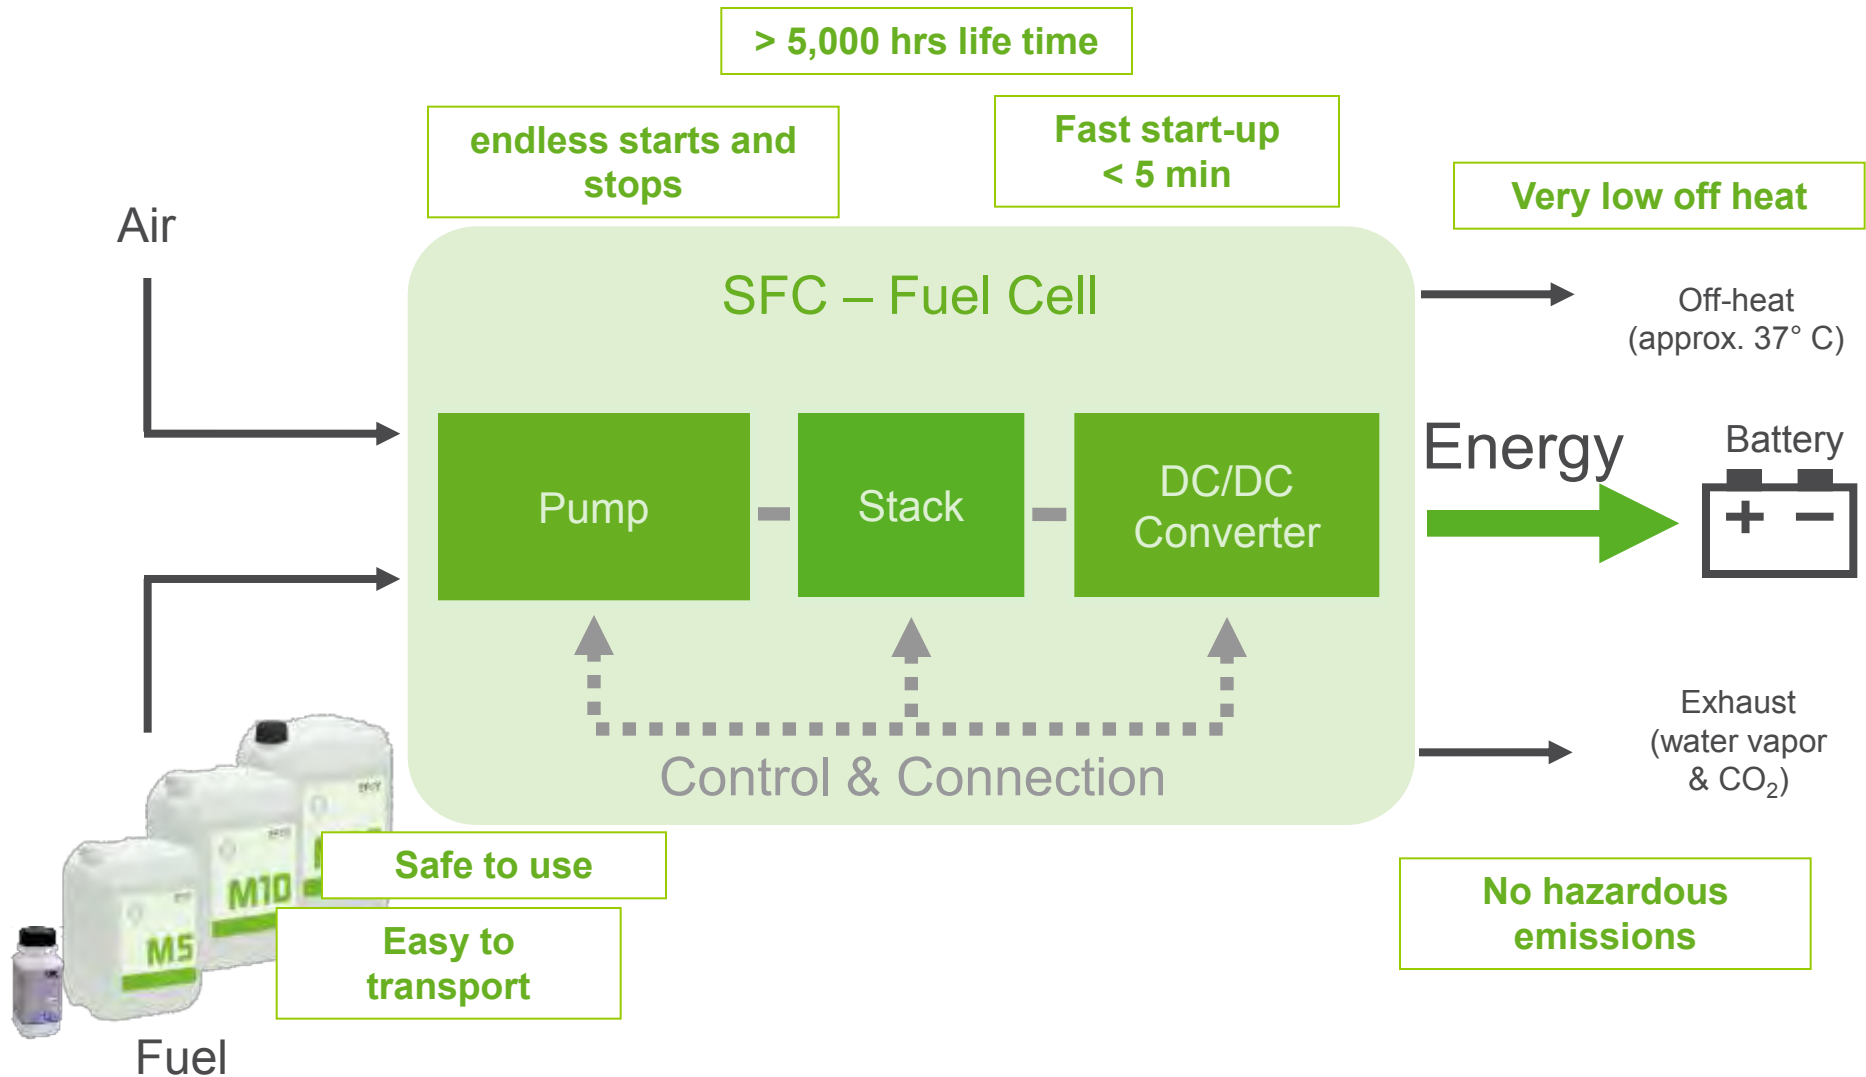 > 5,000 hrs life time
endless starts and
stops
Fast start-up
< 5 min
Very low off heat
Air
SFC – Fuel Cell
Off-heat
(approx. 37° C)
Pump
Stack
DC/DC
Converter
Energy
Battery
+ −
Control & Connection
Exhaust
(water vapor
& CO₂)
M10
M5
Safe to use
Easy to
transport
No hazardous
emissions
Fuel